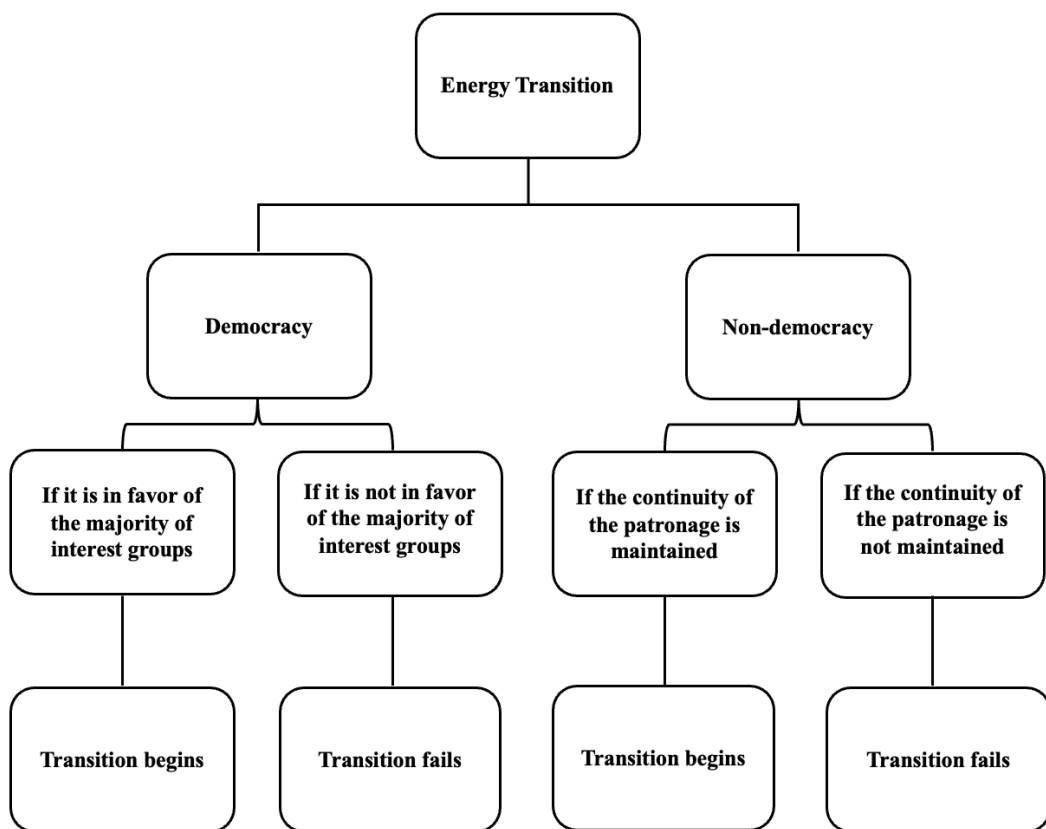 Energy Transition
Democracy
Non-democracy
If it is in favor of
the majority of
interest groups
If it is not in favor
of the majority of
interest groups
If the continuity of
the patronage is
maintained
If the continuity of
the patronage is
not maintained
Transition begins
Transition fails
Transition begins
Transition fails